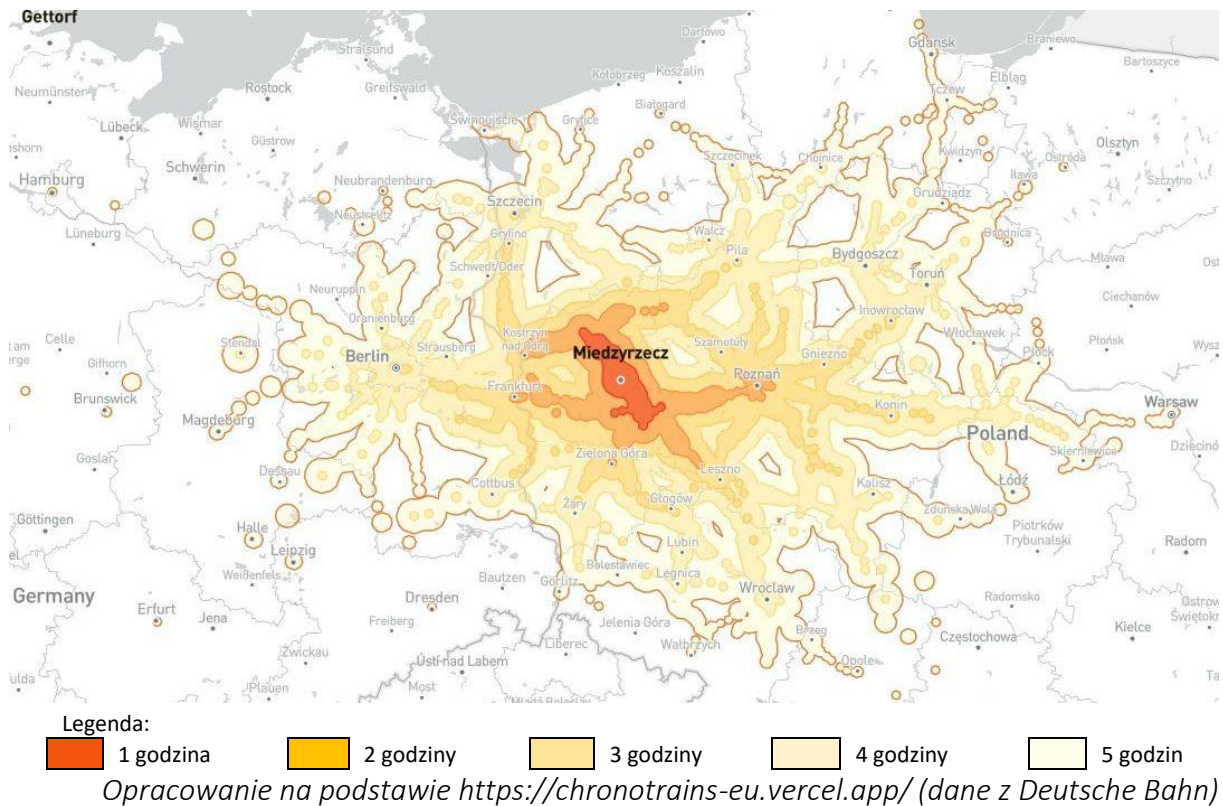 Gettorf
Stralsund
Darłowo
Gdańsk
Braniewo
Neumünster
Rostock
Greifswald
Kołobrzeg
Koszalin
Elbląg
Bartoszyce
Lübeck
Wismar
Świnoujście
Gryfice
Białogard
Tczew
Güstrow
Schwerin
Szczecinek
Chojnice
Kwidzyn
Olsztyn
Hamburg
Neubrandenburg
Iława
Ostróda
Szczytno
Lüneburg
Neustrelitz
Szczecin
Grudziądz
Gryfino
Wałcz
Piła
Bydgoszcz
Brodnica
Mława
Schwedt/Oder
Toruń
Neuruppin
Ciechanów
Celle
Oranienburg
Kostrzyn
nad Odrą
Inowrocław
Włocławek
Płońsk
Stendal
Berlin
Strausberg
Miedzyrzecz
Szamotuły
Gniezno
Płock
Gifhorn
Brunswick
Frankfurt
Poznań
Konin
Warsaw
Magdeburg
Poland
Goslar
Dessau
Zielona Góra
Skierniewice
Cottbus
Leszno
Kalisz
Łódź
Göttingen
Halle
Żary
Głogów
Zduńska Wola
Piotrków
Trybunalski
Leipzig
Lubin
Radom
Weißenfels
Bautzen
Görlitz
Bolesławiec
Legnica
Wrocław
Germany
Dresden
Radomsko
Erfurt
Jena
Freiberg
Jelenia Góra
Brzeg
Częstochowa
Kielce
Zwickau
Liberec
Wałbrzych
Ústí nad Labem
Opole
Plauen
Most
Mladá Boleslav
Legenda:
1 godzina
2 godziny
3 godziny
4 godziny
5 godzin
Opracowanie na podstawie https://chronotrains-eu.vercel.app/ (dane z Deutsche Bahn)